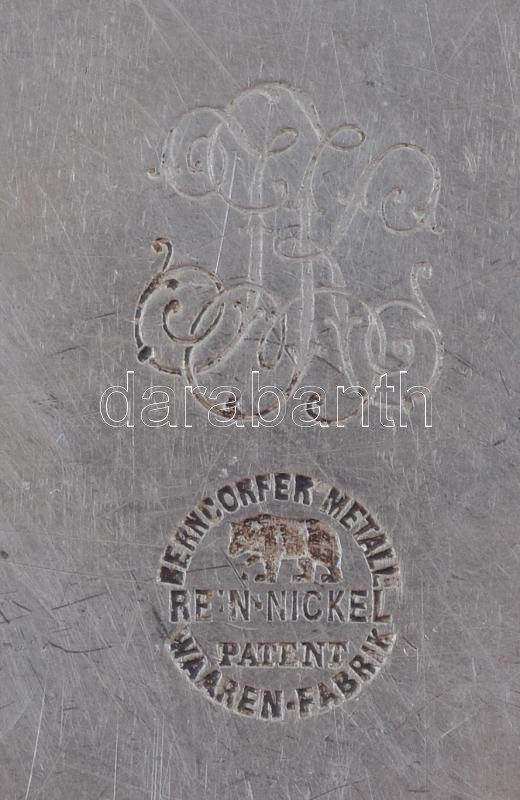 darabanth
BERNDORFER METALL
REIN-NICKEL
PATENT
WAAREN-FABRIK